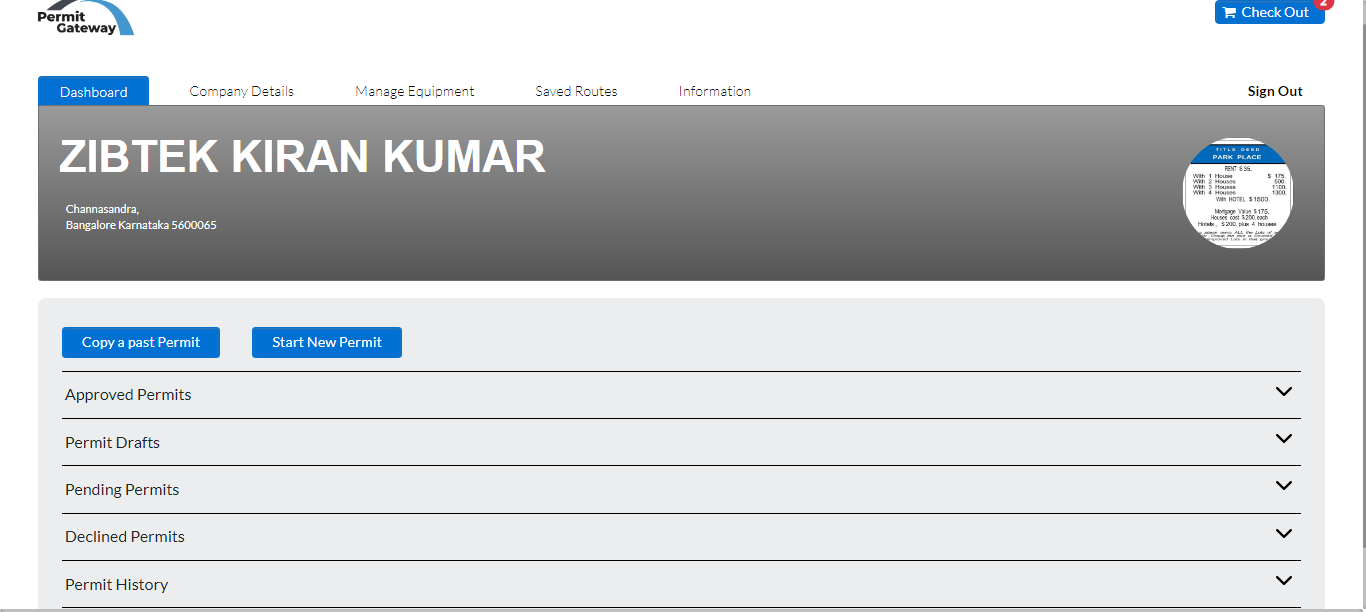 Permit
Gateway
2
Check Out
Dashboard
Company Details
Manage Equipment
Saved Routes
Information
Sign Out
ZIBTEK KIRAN KUMAR
Channasandra,
Bangalore Karnataka 5600065
TITLE DEED
PARK PLACE
RENT $35.
With 1 House $ 175.
With 2 Houses 500.
With 3 Houses 1100.
With 4 Houses 1300.
With HOTEL $1500.
Mortgage Value $175.
Houses cost $200. each
Hotels, $200. plus 4 houses
Copy a past Permit
Start New Permit
Approved Permits
Permit Drafts
Pending Permits
Declined Permits
Permit History